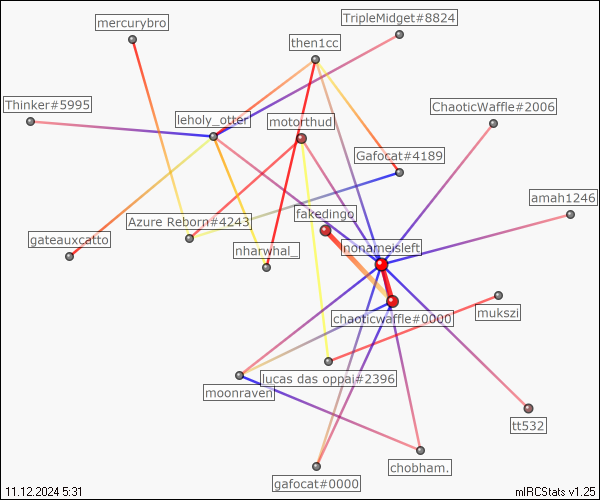 TripleMidget#8824
mercurybro
then1cc
Thinker#5995
ChaoticWaffle#2006
leholy_otter
motorthud
Gafocat#4189
amah1246
fakedingo
Azure Reborn#4243
gateauxcatto
nharwhal_
nonameisleft
mukszi
chaoticwaffle#0000
lucas das oppai#2396
moonraven
tt532
chobham.
gafocat#0000
11.12.2024 5:31
mIRCStats v1.25